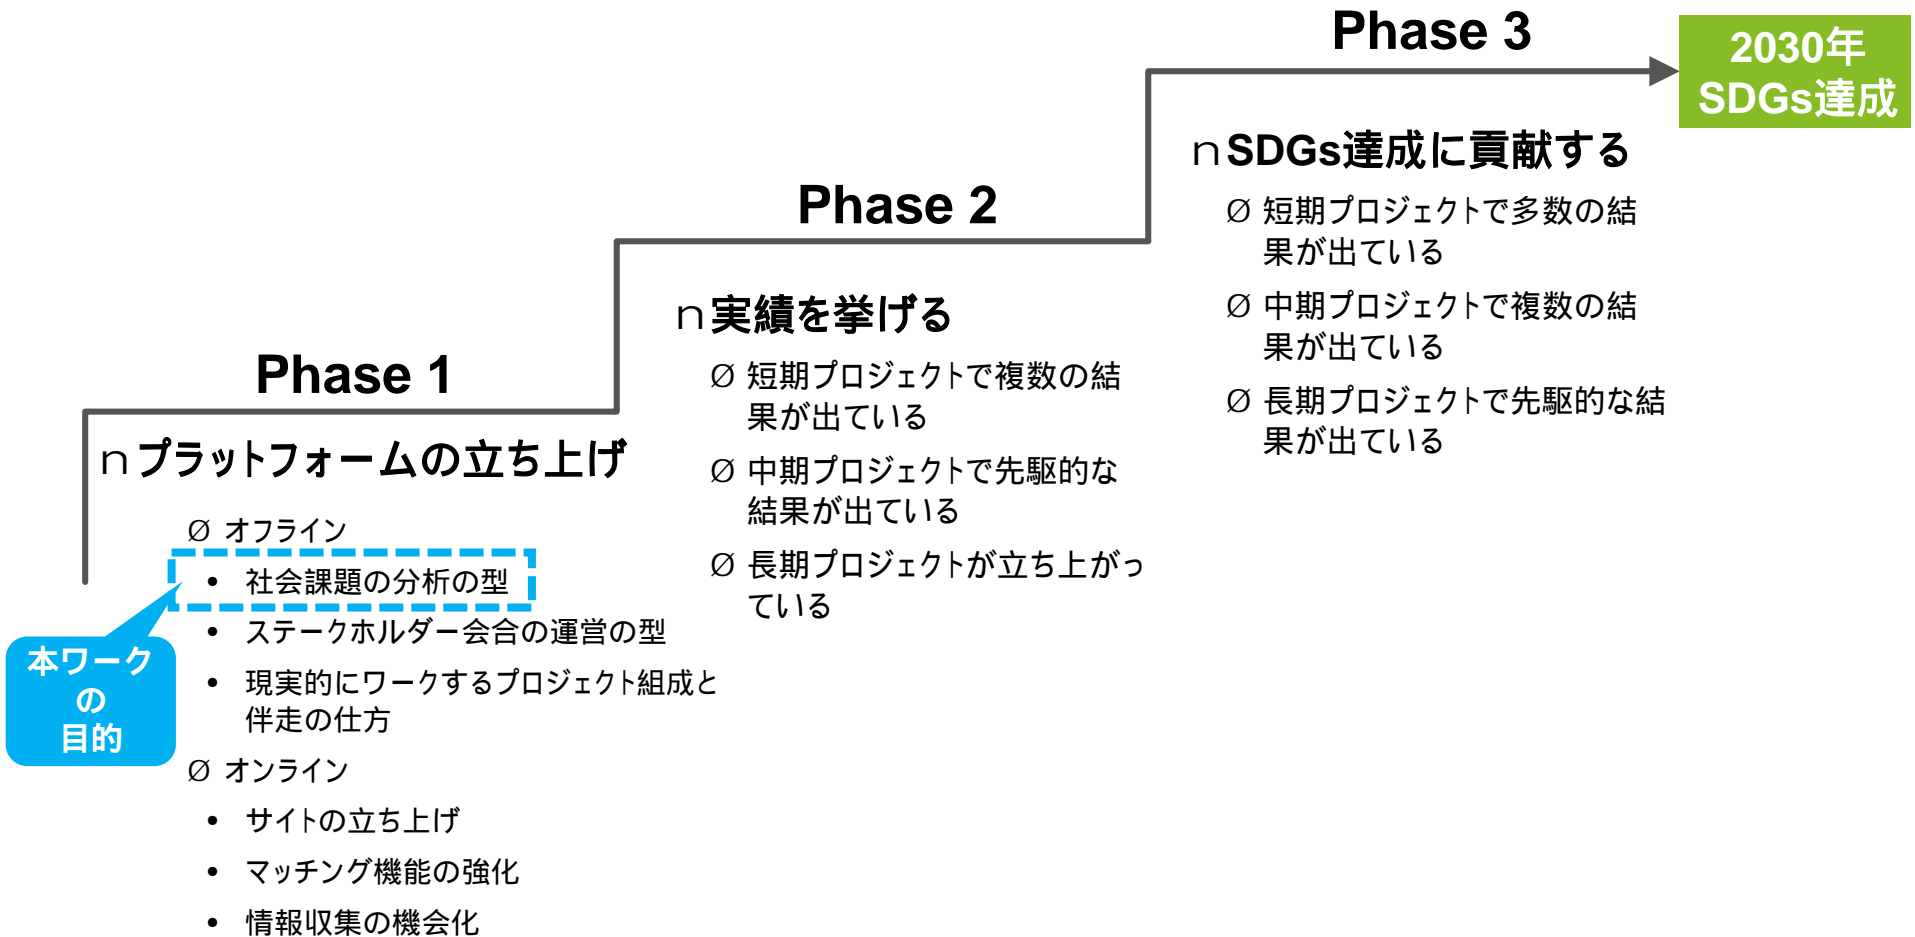 Phase 1
nプラットフォームの立ち上げ
Ø オフライン
• 社会課題の分析の型
• ステークホルダー会合の運営の型
• 現実的にワークするプロジェクト組成と
伴走の仕方
Ø オンライン
• サイトの立ち上げ
• マッチング機能の強化
• 情報収集の機会化
本ワーク
の
目的
Phase 2
n実績を挙げる
Ø 短期プロジェクトで複数の結
果が出ている
Ø 中期プロジェクトで先駆的な
結果が出ている
Ø 長期プロジェクトが立ち上がっ
ている
Phase 3
nSDGs達成に貢献する
Ø 短期プロジェクトで多数の結
果が出ている
Ø 中期プロジェクトで複数の結
果が出ている
Ø 長期プロジェクトで先駆的な結
果が出ている
2030年
SDGs達成